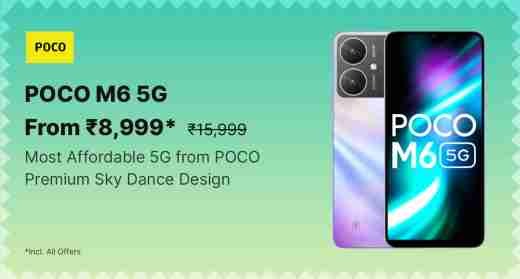 POCO
POCO M6 5G
From ₹8,999* ₹15,999
Most Affordable 5G from POCO
Premium Sky Dance Design
*Incl. All Offers
POCO
M6 5G